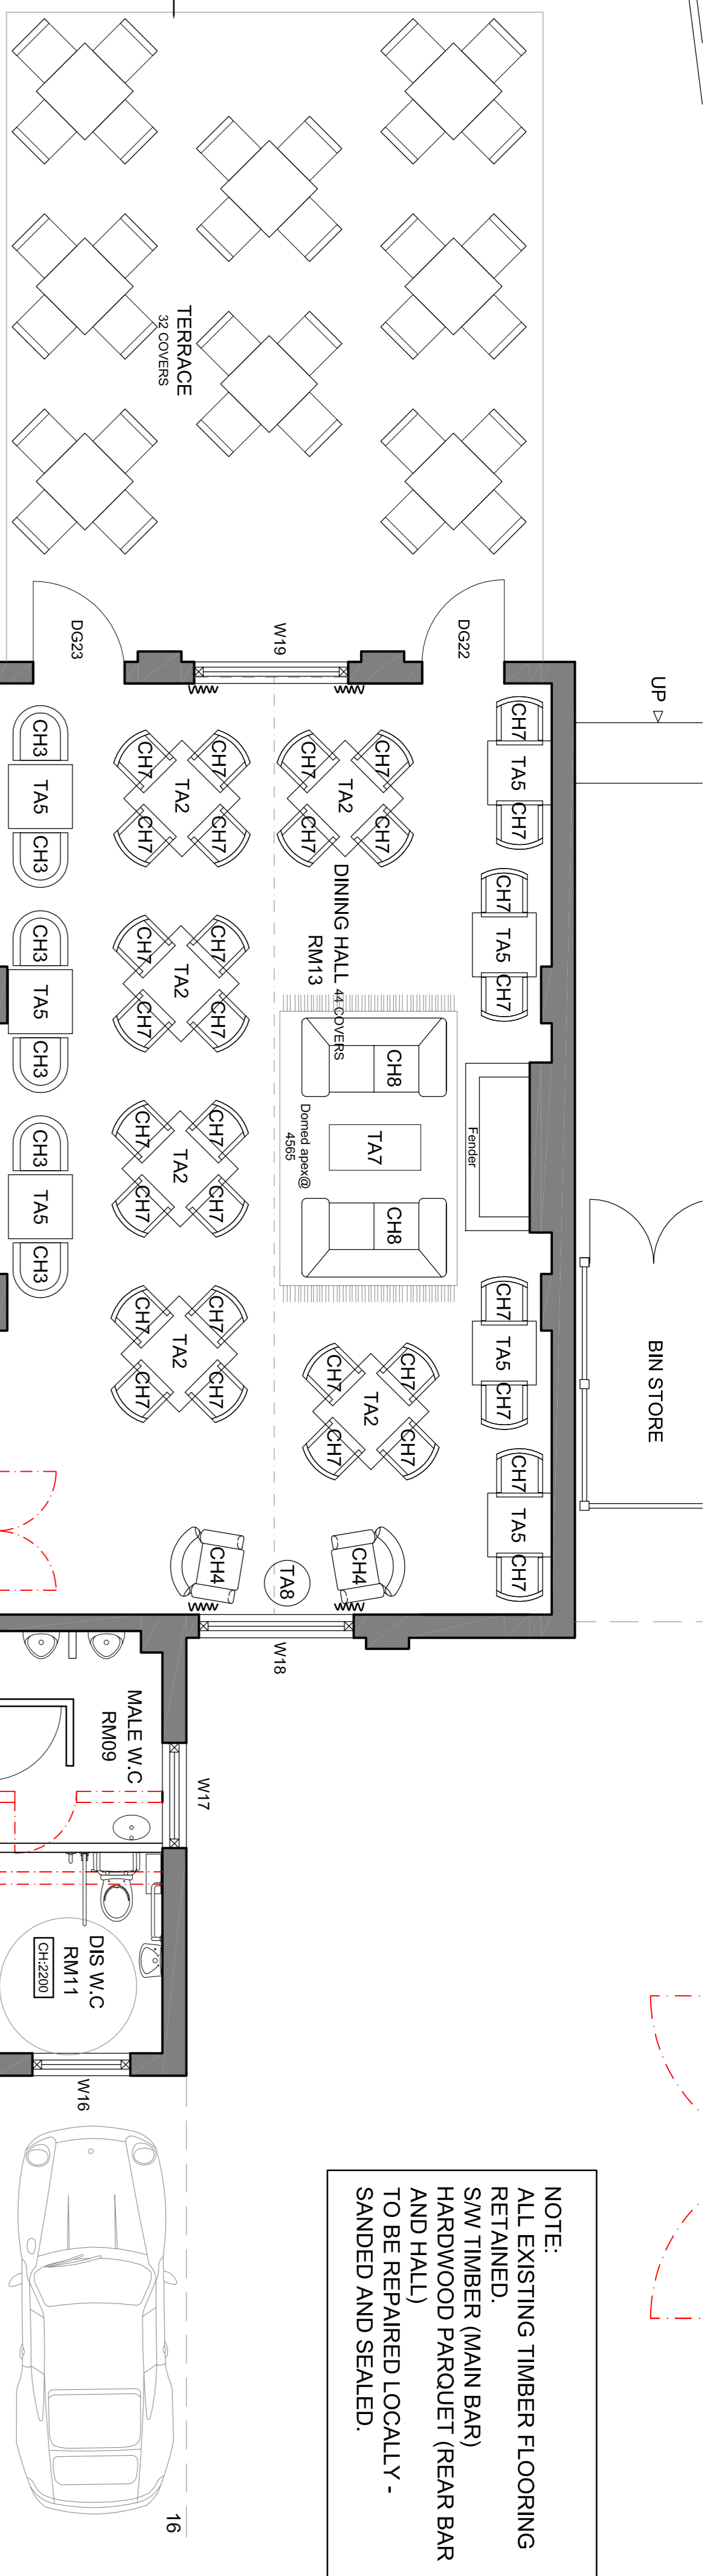 TERRACE
32 COVERS
DG23
W19
DG22
UP
CH3
TA5
CH3
CH3
TA5
CH3
CH3
TA5
CH3
CH7
CH7
TA2
CH7
CH7
CH7
CH7
TA2
CH7
CH7
CH7
CH7
TA2
CH7
CH7
CH7
CH7
TA2
CH7
CH7
CH7
CH7
TA2
CH7
CH7
CH7
CH7
TA2
CH7
CH7
CH7
TA5
CH7
CH7
TA5
CH7
CH7
TA5
CH7
CH7
TA5
CH7
DINING HALL 44 COVERS
RM13
CH8
TA7
CH8
Domed apex@
4565
Fender
BIN STORE
CH4
TA8
CH4
W18
MALE W.C
RM09
W17
DIS W.C
RM11
CH:2200
W16
16
NOTE:
ALL EXISTING TIMBER FLOORING
RETAINED.
S/W TIMBER (MAIN BAR)
HARDWOOD PARQUET (REAR BAR
AND HALL)
TO BE REPAIRED LOCALLY -
SANDED AND SEALED.